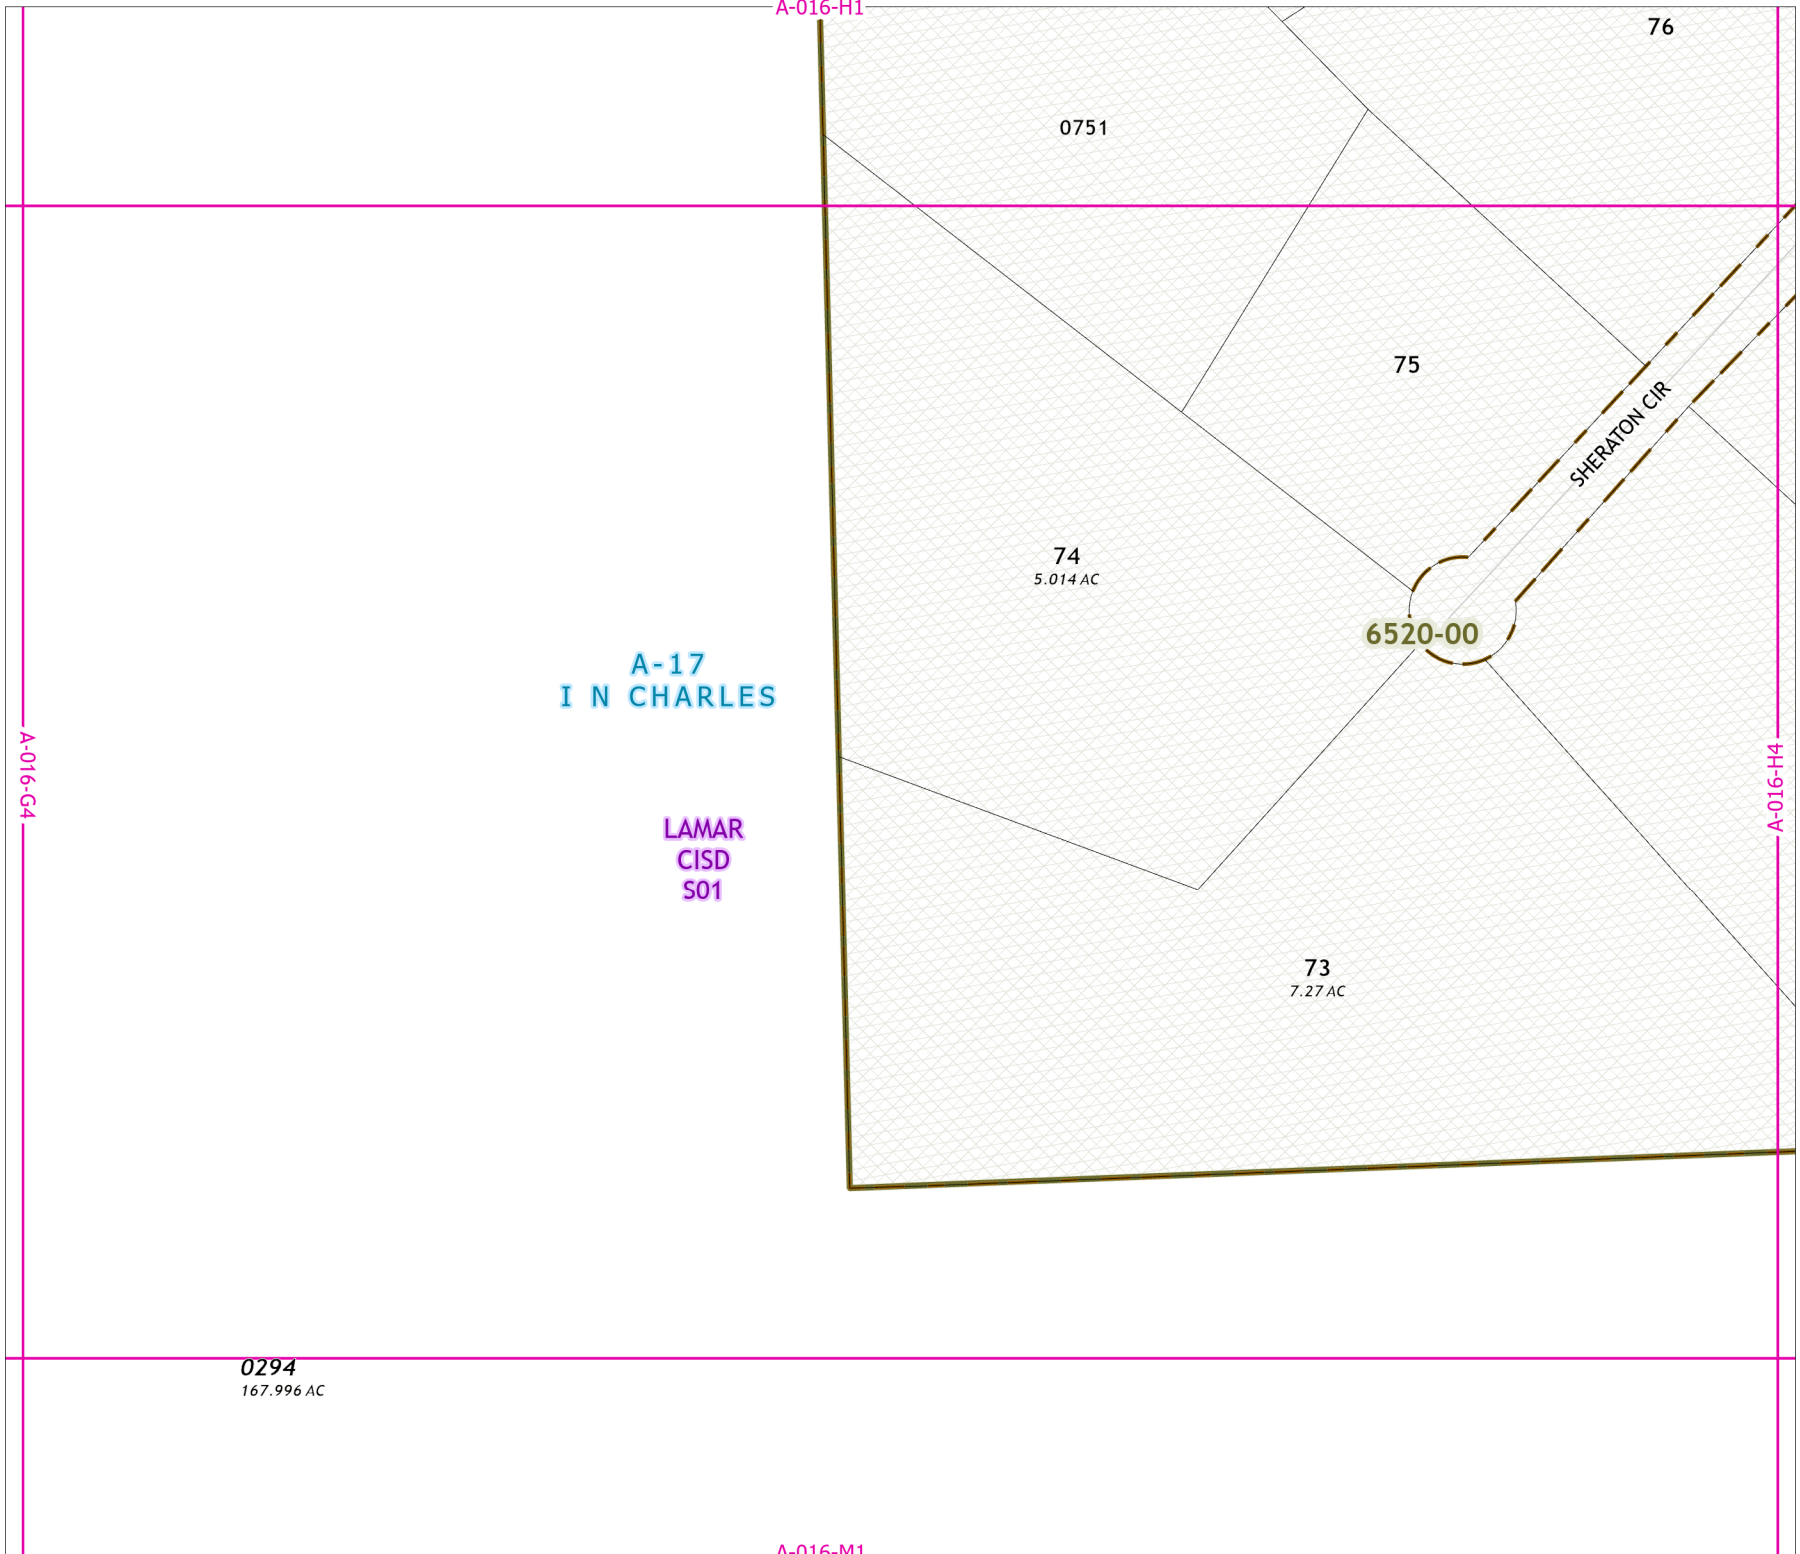 A-016-H1
76
0751
75
SHERATON CIR
74
5.014 AC
6520-00
A-17
I N CHARLES
A-016-G4
A-016-H4
LAMAR
CISD
S01
73
7.27 AC
0294
167.996 AC
A-016-M1